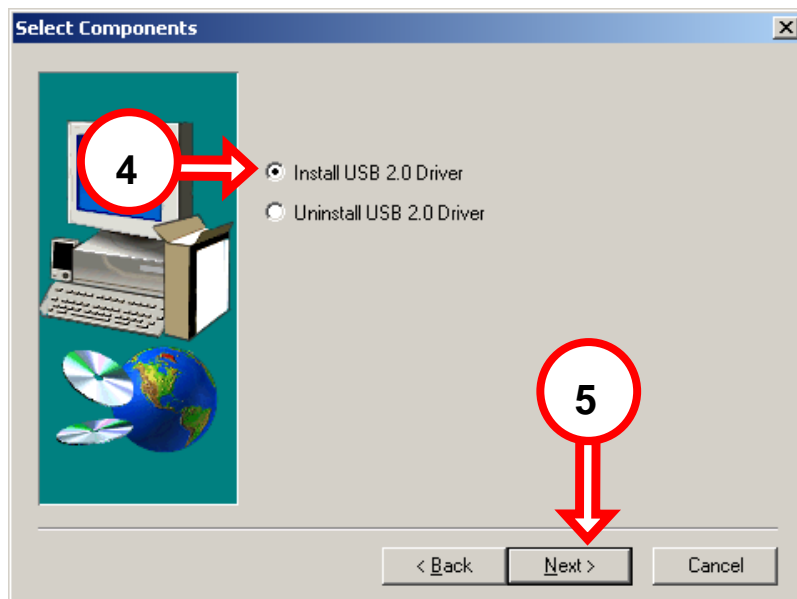 Select Components
4
Install USB 2.0 Driver
Uninstall USB 2.0 Driver
5
< Back
Next >
Cancel